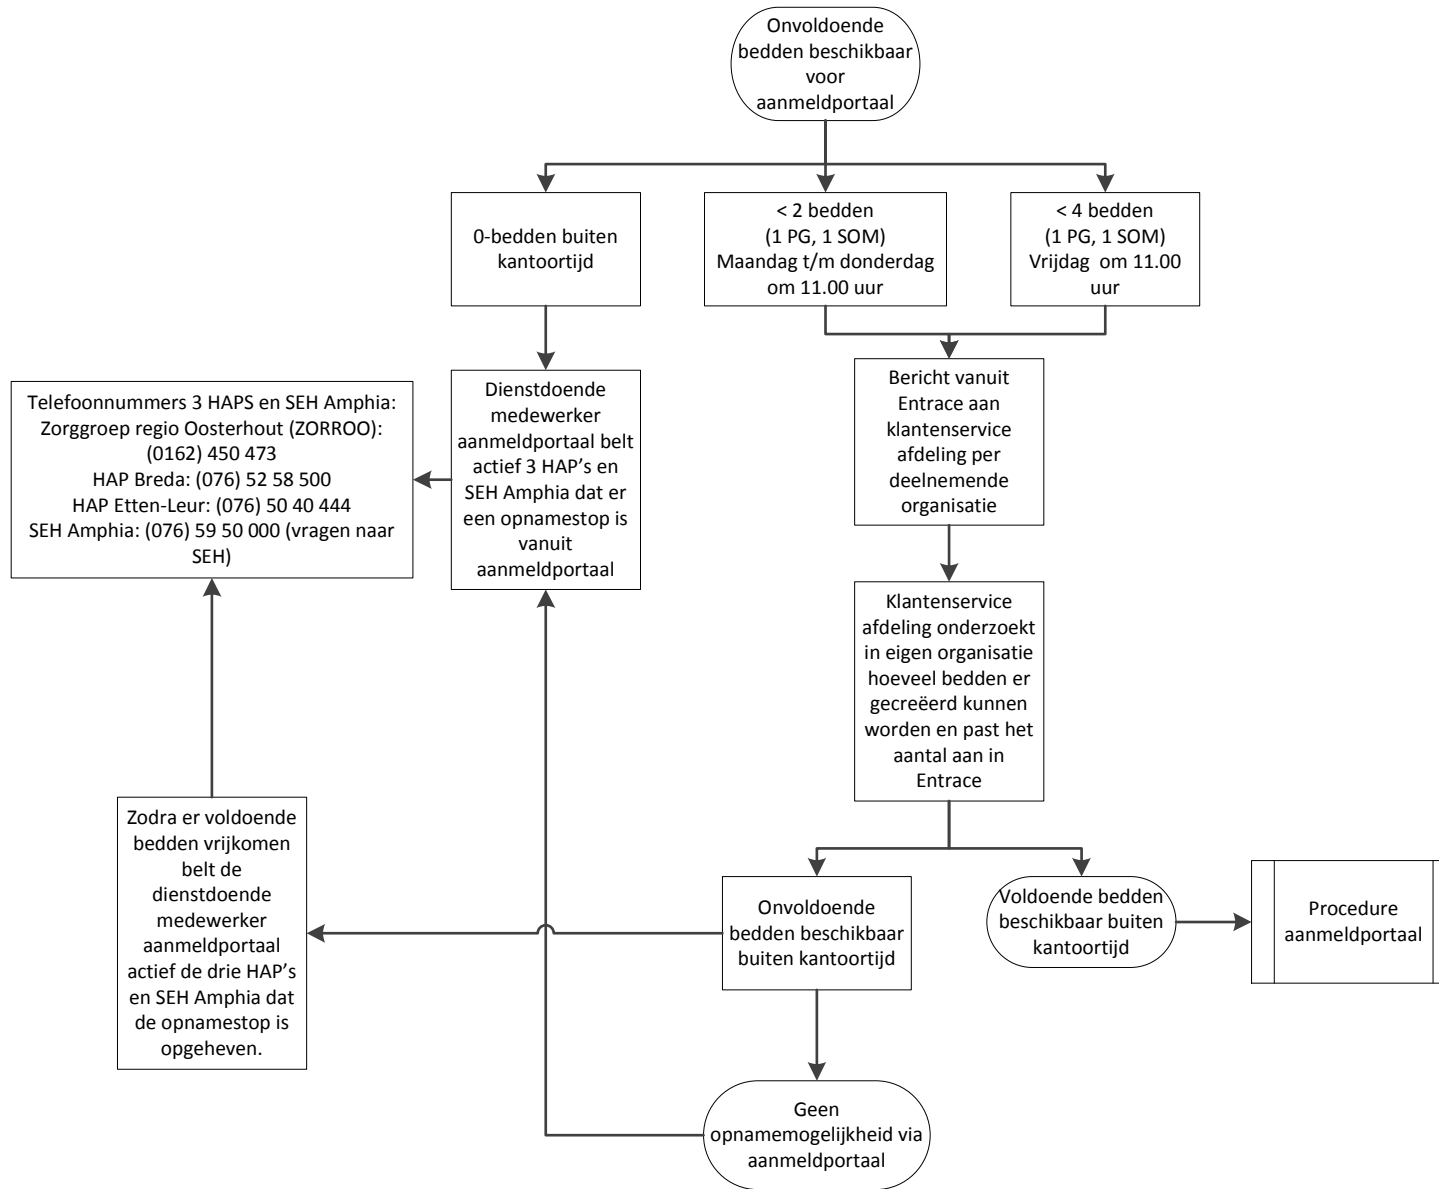 Onvoldoende
bedden beschikbaar
voor
aanmeldportaal
0-bedden buiten
kantoortijd
< 2 bedden
(1 PG, 1 SOM)
Maandag t/m donderdag
om 11.00 uur
< 4 bedden
(1 PG, 1 SOM)
Vrijdag om 11.00
uur
Telefoonnummers 3 HAPS en SEH Amphia:
Zorggroep regio Oosterhout (ZORROO):
(0162) 450 473
HAP Breda: (076) 52 58 500
HAP Etten-Leur: (076) 50 40 444
SEH Amphia: (076) 59 50 000 (vragen naar
SEH)
Dienstdoende
medewerker
aanmeldportaal belt
actief 3 HAP’s en
SEH Amphia dat er
een opnamestop is
vanuit
aanmeldportaal
Bericht vanuit
Entrace aan
klantenservice
afdeling per
deelnemende
organisatie
Klantenservice
afdeling onderzoekt
in eigen organisatie
hoeveel bedden er
gecreëerd kunnen
worden en past het
aantal aan in
Entrace
Zodra er voldoende
bedden vrijkomen
belt de
dienstdoende
medewerker
aanmeldportaal
actief de drie HAP’s
en SEH Amphia dat
de opnamestop is
opgeheven.
Onvoldoende
bedden beschikbaar
buiten kantoortijd
Voldoende bedden
beschikbaar buiten
kantoortijd
Procedure
aanmeldportaal
Geen
opnamemogelijkheid via
aanmeldportaal